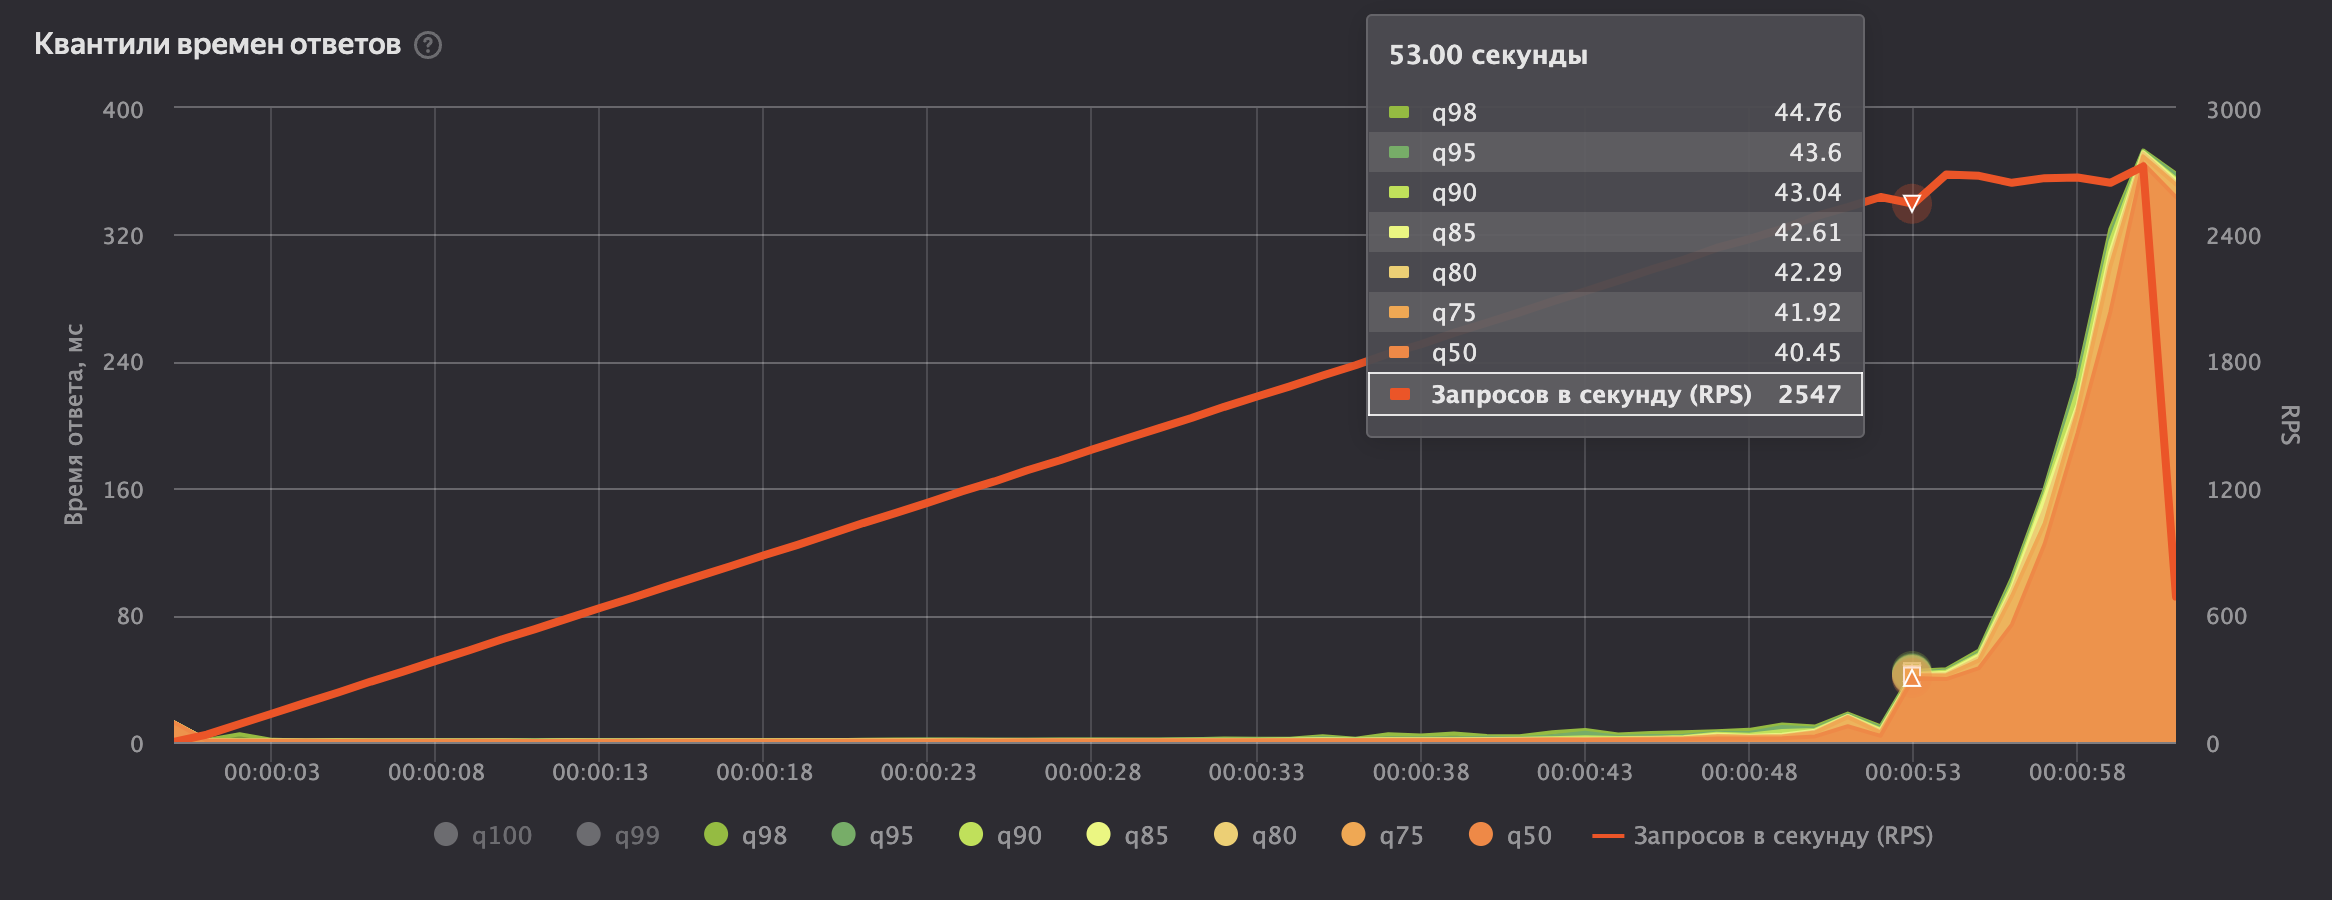 Квантили времен ответов ?
53.00 секунды
q98 44.76
q95 43.6
q90 43.04
q85 42.61
q80 42.29
q75 41.92
q50 40.45
Запросов в секунду (RPS) 2547
400
320
240
160
80
0
Время ответа, мс
3000
2400
1800
1200
600
0
RPS
00:00:03 00:00:08 00:00:13 00:00:18 00:00:23 00:00:28 00:00:33 00:00:38 00:00:43 00:00:48 00:00:53 00:00:58
q100 q99 q98 q95 q90 q85 q80 q75 q50 Запросов в секунду (RPS)